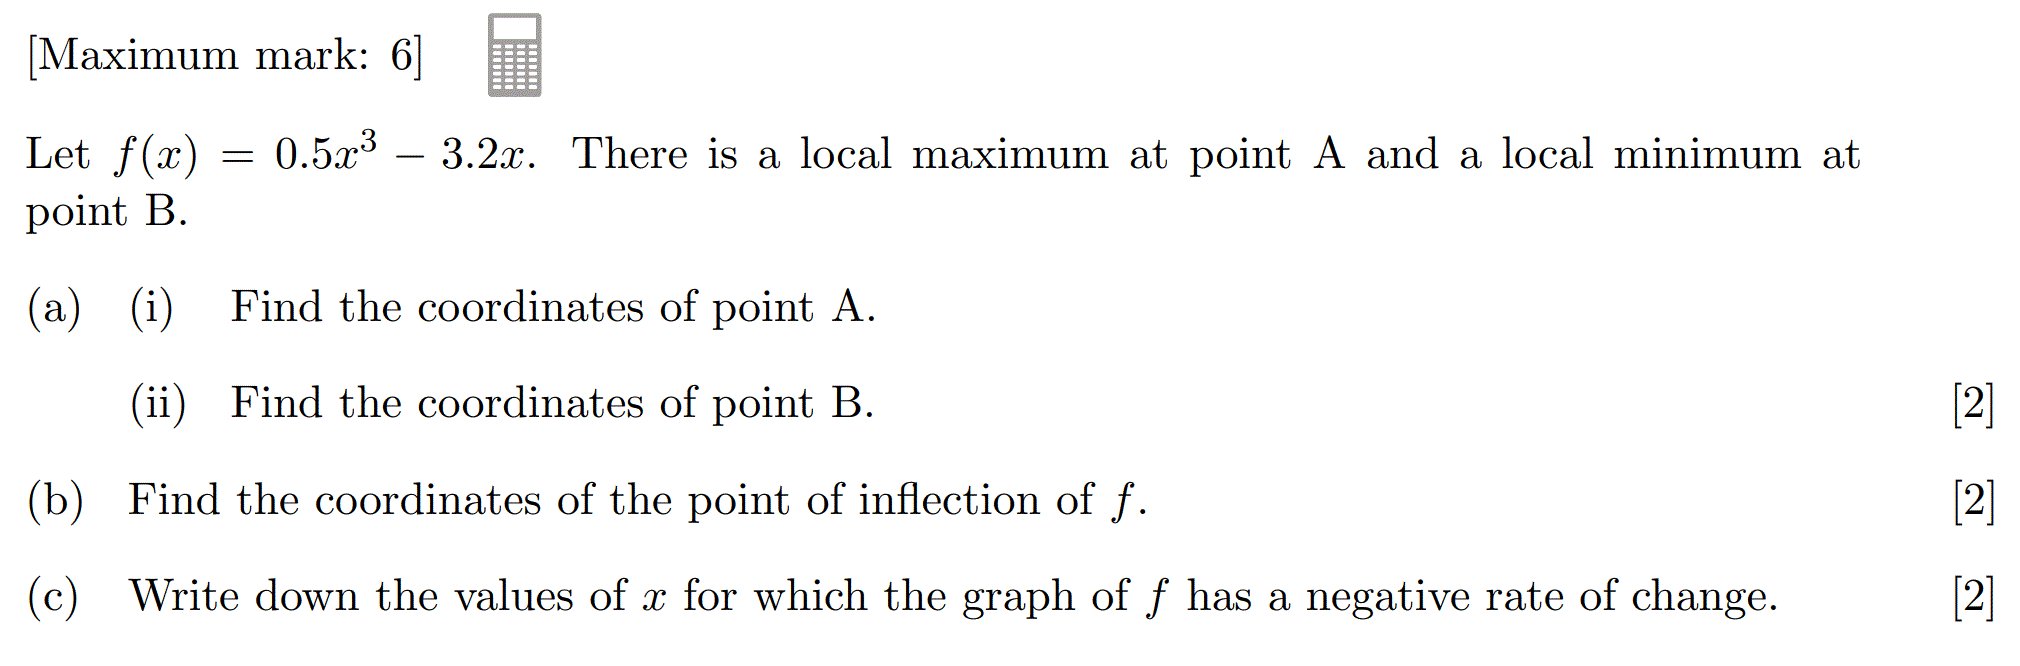 [Maximum mark: 6]
Let f(x) = 0.5x³ − 3.2x. There is a local maximum at point A and a local minimum at
point B.
(a) (i) Find the coordinates of point A.
(ii) Find the coordinates of point B. [2]
(b) Find the coordinates of the point of inflection of f. [2]
(c) Write down the values of x for which the graph of f has a negative rate of change. [2]